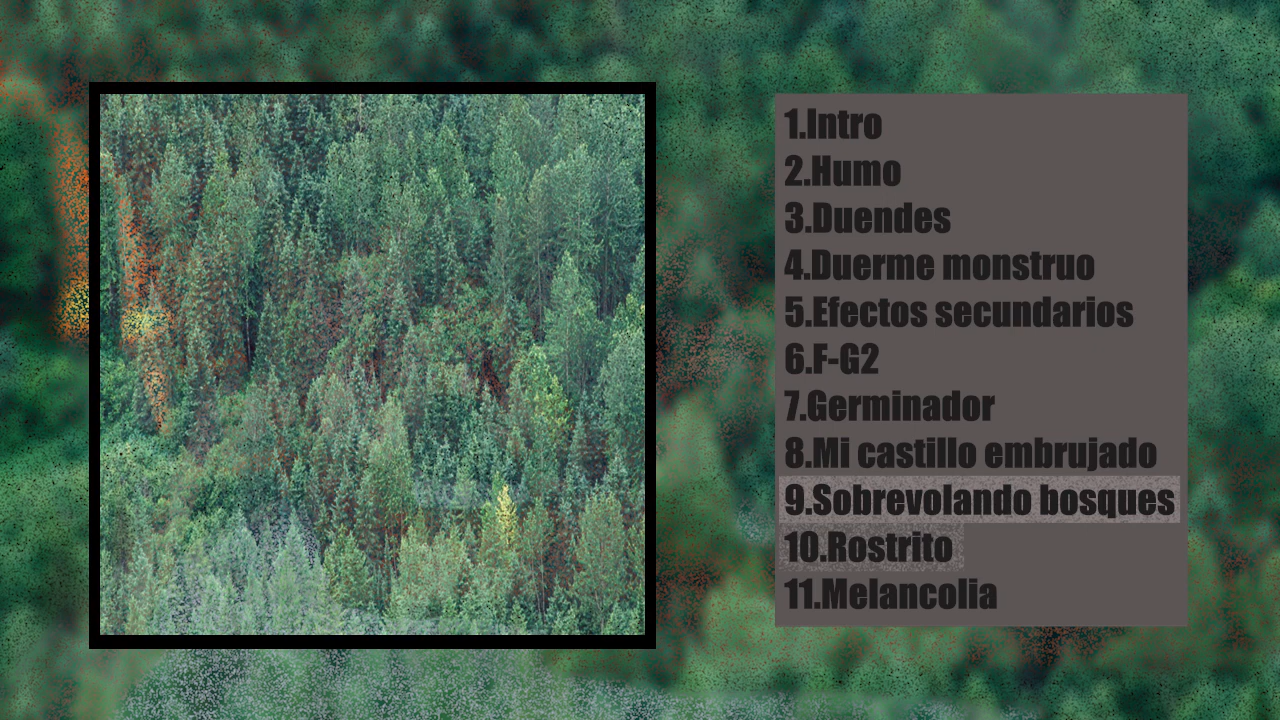 1.Intro
2.Humo
3.Duendes
4.Duerme monstruo
5.Efectos secundarios
6.F-G2
7.Germinador
8.Mi castillo embrujado
9.Sobrevolando bosques
10.Rostrito
11.Melancolia